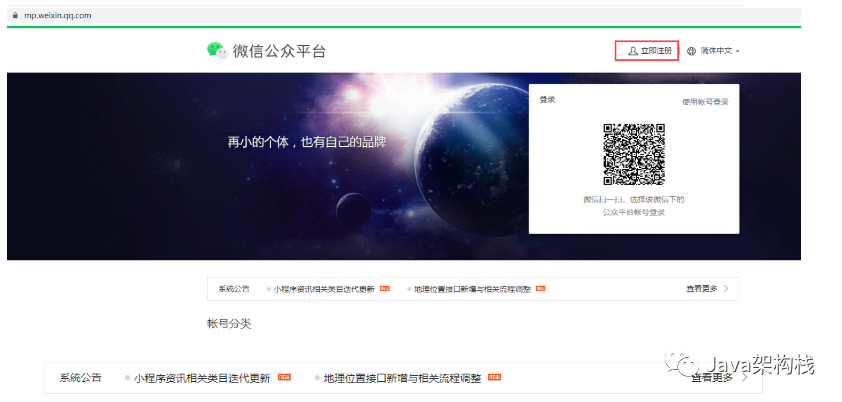 mp.weixin.qq.com
微信公众平台
立即注册 简体中文
登录 使用帐号登录
再小的个体，也有自己的品牌
微信扫一扫，选择该微信下的
公众平台帐号登录
系统公告 小程序资讯相关类目迭代更新 地理位置接口新增与相关流程调整 查看更多
帐号分类
系统公告 小程序资讯相关类目迭代更新 地理位置接口新增与相关流程调整 查看更多
Java架构栈